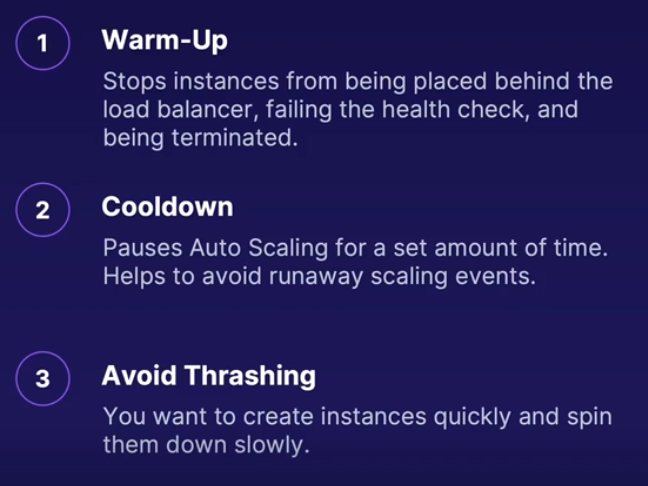 1
Warm-Up
Stops instances from being placed behind the
load balancer, failing the health check, and
being terminated.
2
Cooldown
Pauses Auto Scaling for a set amount of time.
Helps to avoid runaway scaling events.
3
Avoid Thrashing
You want to create instances quickly and spin
them down slowly.